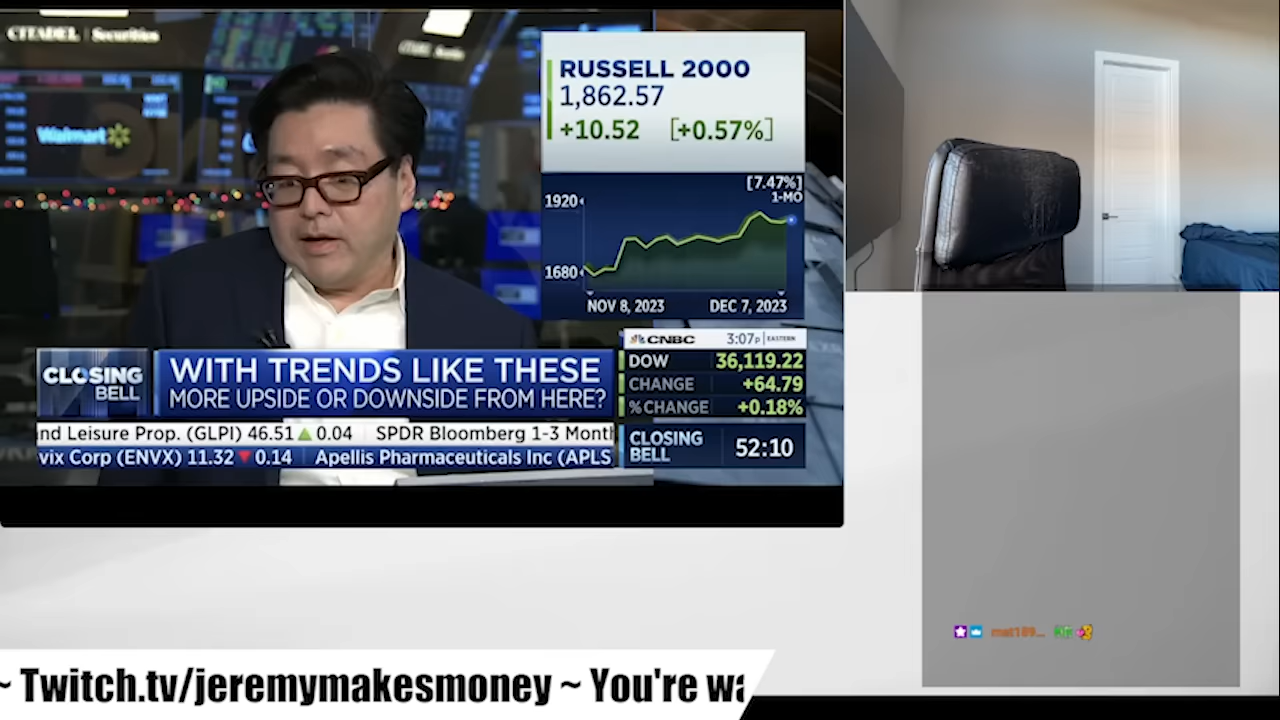 CITADEL | Securities
Walmart
RUSSELL 2000
1,862.57
+10.52 [+0.57%]
[7.47%]
1-MO
1920
1680
NOV 8, 2023 DEC 7, 2023
CNBC 3:07P | EASTERN
DOW 36,119.22
CHANGE +64.79
% CHANGE +0.18%
CLOSING
BELL
52:10
CLOSING
BELL
WITH TRENDS LIKE THESE
MORE UPSIDE OR DOWNSIDE FROM HERE?
nd Leisure Prop. (GLPI) 46.51▲0.04 SPDR Bloomberg 1-3 Month
vix Corp (ENVX) 11.32▼0.14 Apellis Pharmaceuticals Inc (APLS
~ Twitch.tv/jeremymakesmoney ~ You're wa